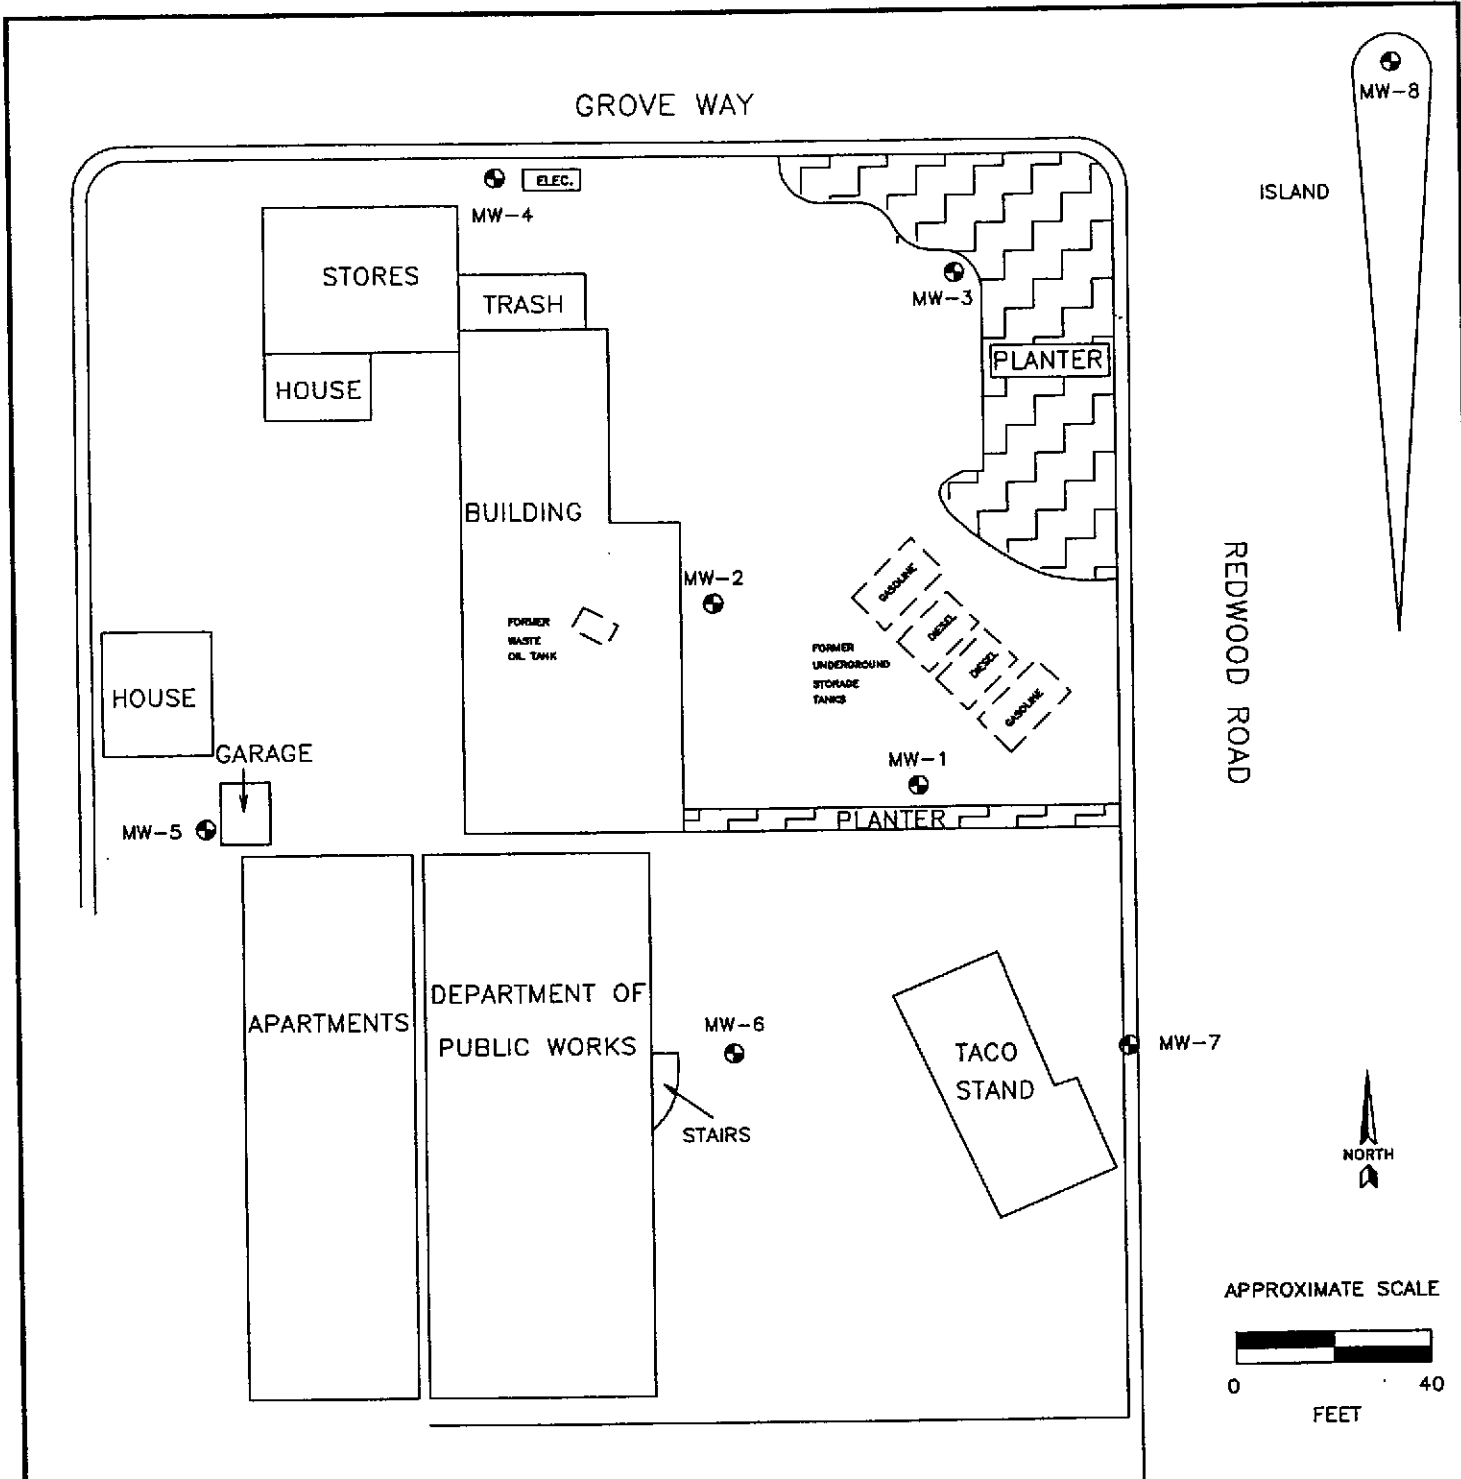 GROVE WAY
MW-8
ISLAND
ELEC.
MW-4
STORES
TRASH
MW-3
PLANTER
HOUSE
BUILDING
MW-2
GASOLINE
DIESEL
DIESEL
GASOLINE
FORMER
WASTE
OIL TANK
FORMER
UNDERGROUND
STORAGE
TANKS
REDWOOD ROAD
HOUSE
GARAGE
MW-1
MW-5
PLANTER
APARTMENTS
DEPARTMENT OF
PUBLIC WORKS
MW-6
STAIRS
TACO
STAND
MW-7
NORTH
APPROXIMATE SCALE
0 40
FEET